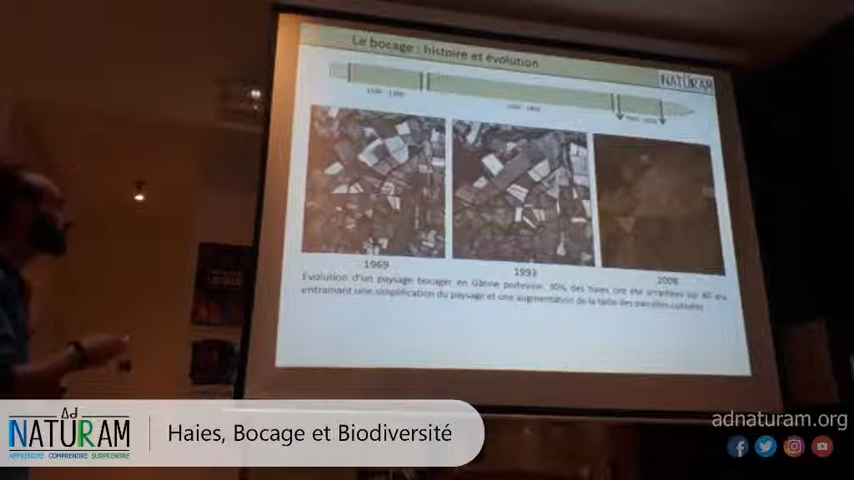 Le bocage : histoire et évolution
NATURAM
1969
1993
2008
Evolution d'un paysage bocager en Gâtine poitevine. 30% des haies ont été arrachées sur 40 ans
entraînant une simplification du paysage et une augmentation de la taille des parcelles cultivées
Ad
NATURAM
APPRENDRE COMPRENDRE SURPRENDRE
Haies, Bocage et Biodiversité
adnaturam.org